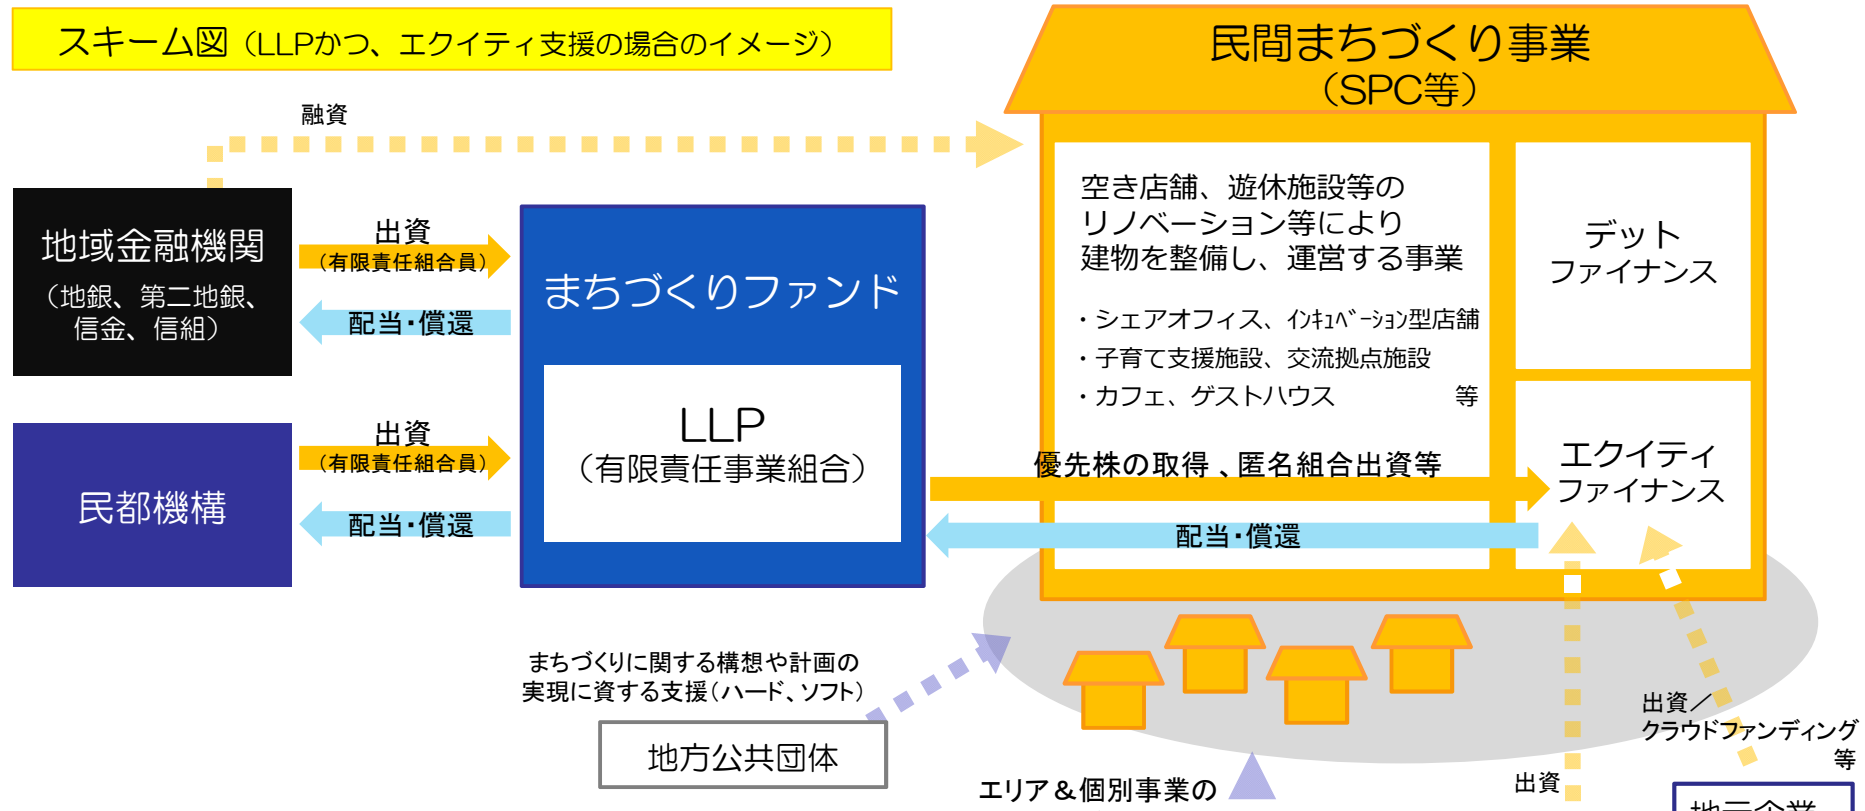 スキーム図（LLPかつ、エクイティ支援の場合のイメージ）
民間まちづくり事業
（SPC等）
融資
地域金融機関
（地銀、第二地銀、
信金、信組）
出資
（有限責任組合員）
配当・償還
まちづくりファンド
LLP
（有限責任事業組合）
民都機構
出資
（有限責任組合員）
配当・償還
空き店舗、遊休施設等の
リノベーション等により
建物を整備し、運営する事業
・シェアオフィス、ｲﾝｷｭﾍﾞｰｼｮﾝ型店舗
・子育て支援施設、交流拠点施設
・カフェ、ゲストハウス 等
デット
ファイナンス
エクイティ
ファイナンス
優先株の取得 、匿名組合出資等
配当・償還
まちづくりに関する構想や計画の
実現に資する支援（ハード、ソフト）
地方公共団体
エリア＆個別事業の
出資
出資／
クラウドファンディング
等
地元企業